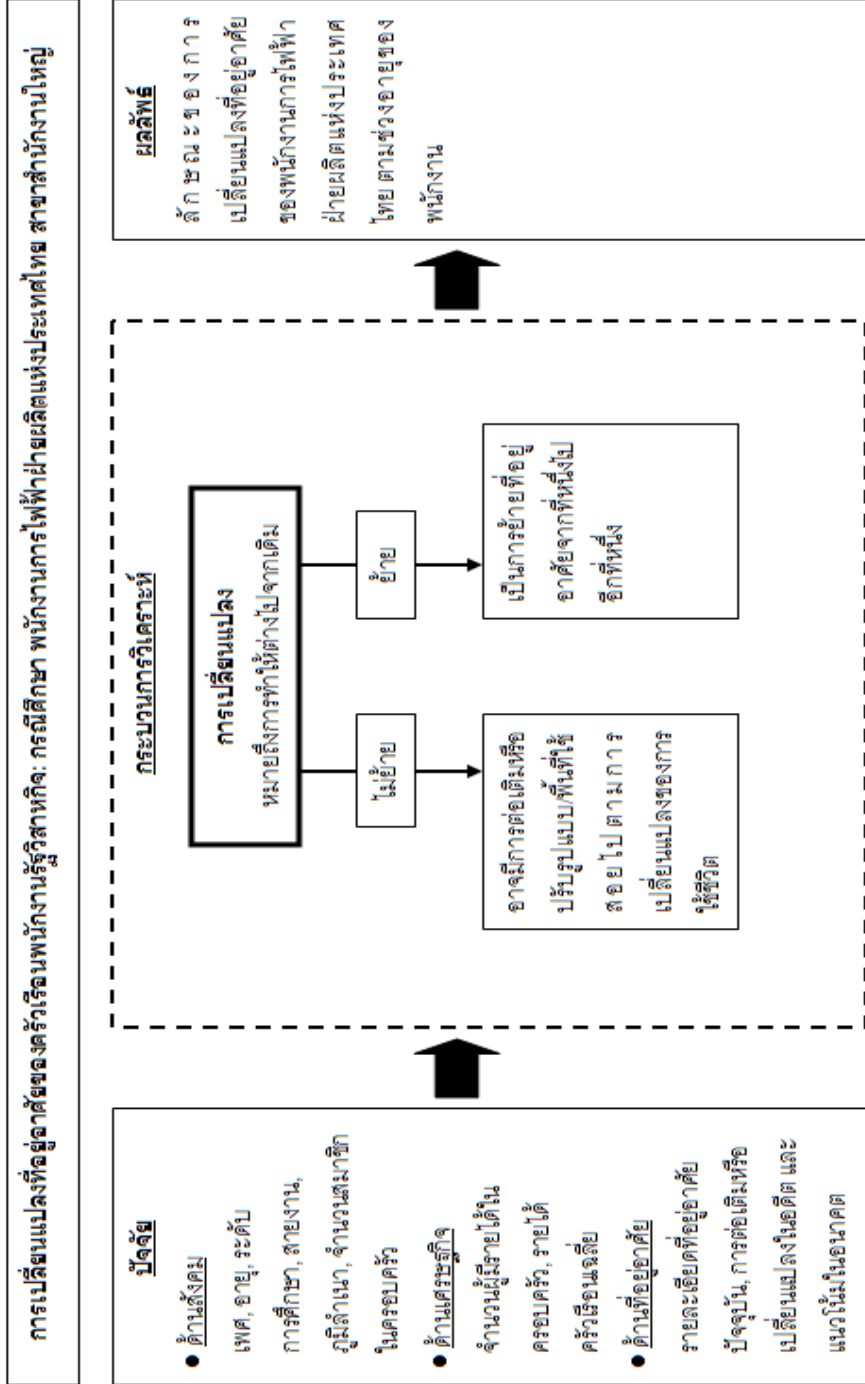 การเปลี่ยนแปลงที่อยู่อาศัยของครัวเรือนพนักงานรัฐวิสาหกิจ: กรณีศึกษา พนักงานการไฟฟ้าฝ่ายผลิตแห่งประเทศไทย สาขาสำนักงานใหญ่
ปัจจัย
● ด้านสังคม
เพศ, อายุ, ระดับ
การศึกษา, สายงาน,
ภูมิลำเนา, จำนวนสมาชิก
ในครอบครัว
● ด้านเศรษฐกิจ
จำนวนผู้มีรายได้ใน
ครอบครัว, รายได้
ครัวเรือนเฉลี่ย
● ด้านที่อยู่อาศัย
รายละเอียดที่อยู่อาศัย
ปัจจุบัน, การต่อเติมหรือ
เปลี่ยนแปลงในอดีต และ
แนวโน้มในอนาคต
กระบวนการวิเคราะห์
การเปลี่ยนแปลง
หมายถึงการทำให้ต่างไปจากเดิม
ไม่ย้าย
อาจมีการต่อเติมหรือ
ปรับรูปแบบ/พื้นที่ใช้
สอยไปตามการ
เปลี่ยนแปลงของการ
ใช้ชีวิต
ย้าย
เป็นการย้ายที่อยู่
อาศัยจากที่หนึ่งไป
อีกที่หนึ่ง
ผลลัพธ์
ลักษณะของการ
เปลี่ยนแปลงที่อยู่อาศัย
ของพนักงานการไฟฟ้า
ฝ่ายผลิตแห่งประเทศ
ไทย ตามช่วงอายุของ
พนักงาน